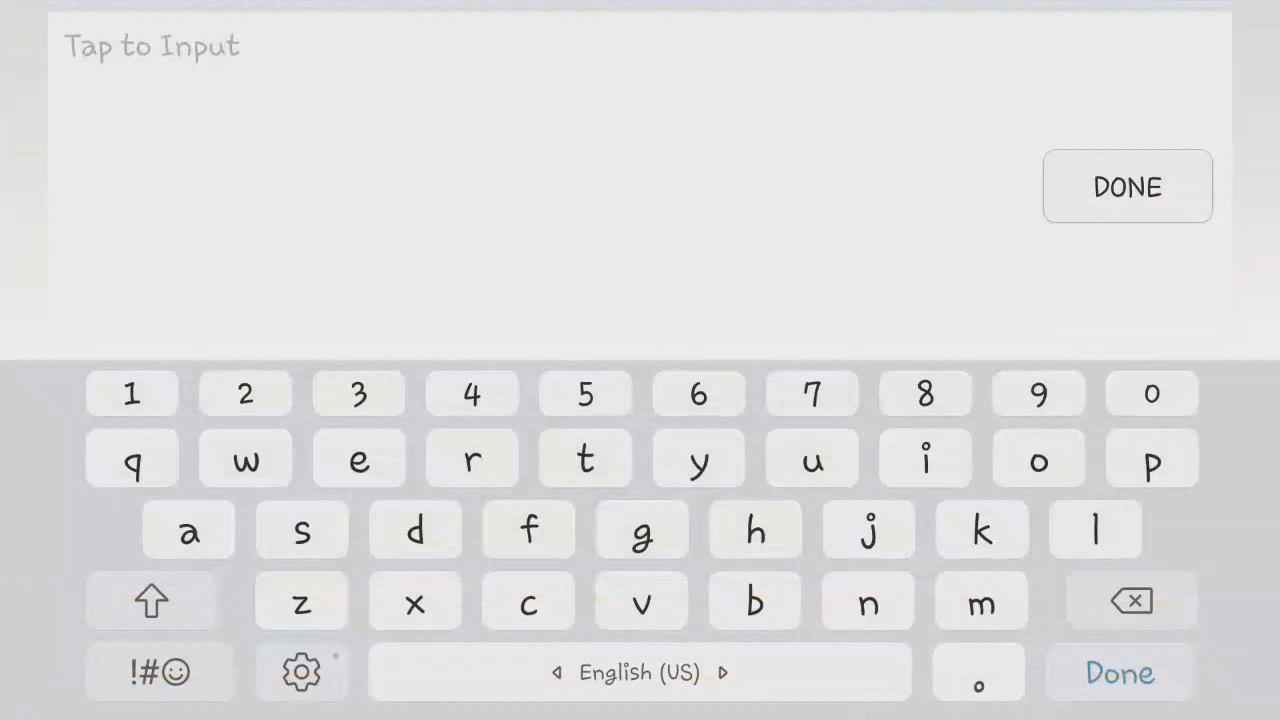 Tap to Input
DONE
1 2 3 4 5 6 7 8 9 0
q w e r t y u i o p
a s d f g h j k l
z x c v b n m
!#☺ English (US) . Done